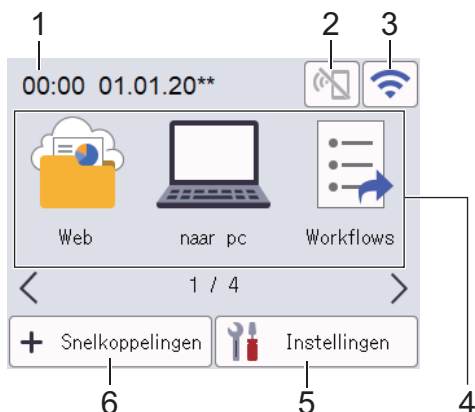 1 2 3
00:00 01.01.20**
Web naar pc Workflows
1 / 4
+ Snelkoppelingen Instellingen
6 5 4